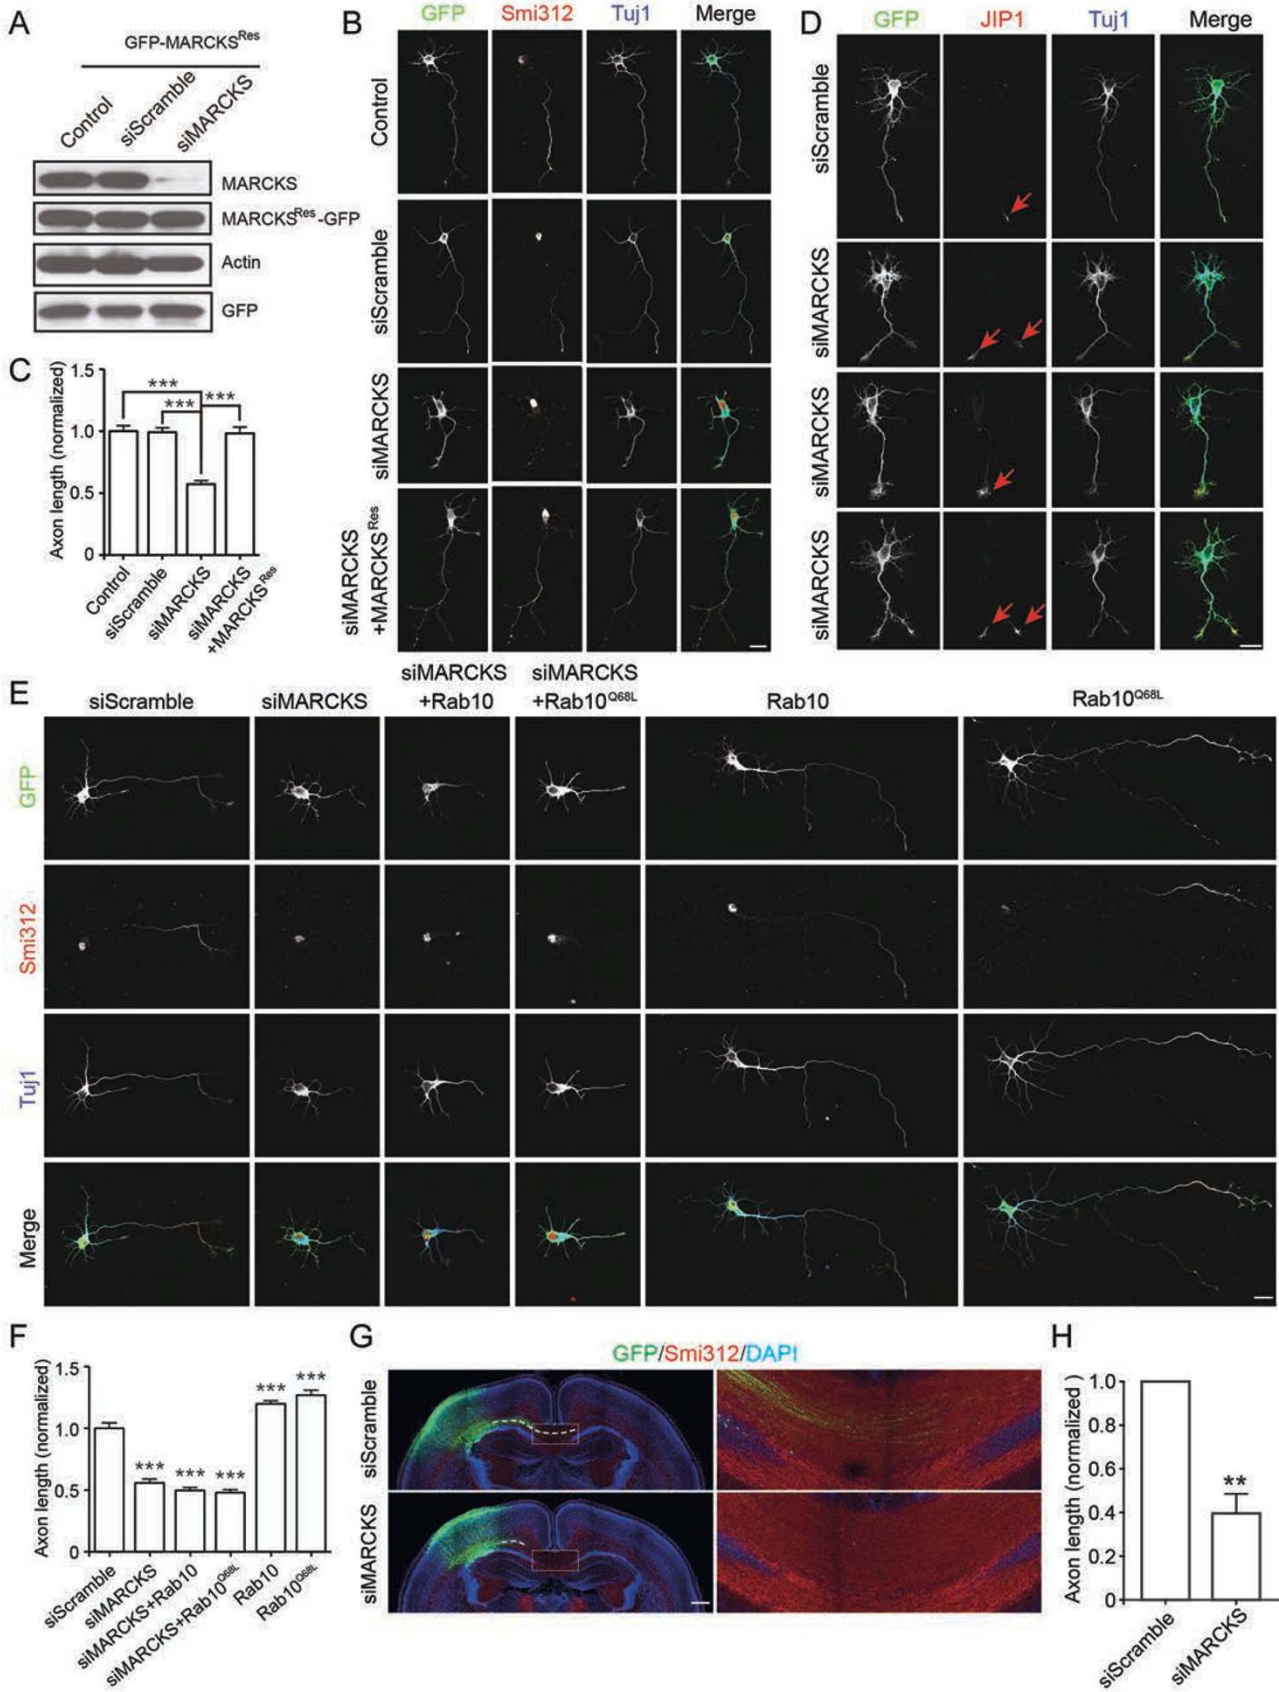 A
GFP-MARCKSRes
Control
siScramble
siMARCKS
MARCKS
MARCKSRes-GFP
Actin
GFP
B
GFP
Smi312
Tuj1
Merge
Control
siScramble
siMARCKS
siMARCKS
+MARCKSRes
C
Axon length (normalized)
1.5
1.0
0.5
0
***
***
***
Control
siScramble
siMARCKS
siMARCKS
+MARCKSRes
D
GFP
JIP1
Tuj1
Merge
siScramble
siMARCKS
siMARCKS
siMARCKS
E
siScramble
siMARCKS
siMARCKS
+Rab10
siMARCKS
+Rab10Q68L
Rab10
Rab10Q68L
GFP
Smi312
Tuj1
Merge
F
Axon length (normalized)
1.5
1.0
0.5
0
***
***
***
***
***
siScramble
siMARCKS
siMARCKS+Rab10
siMARCKS+Rab10Q68L
Rab10
Rab10Q68L
G
GFP/Smi312/DAPI
siScramble
siMARCKS
H
Axon length (normalized )
1.0
0.8
0.6
0.4
0.2
0
**
siScramble
siMARCKS